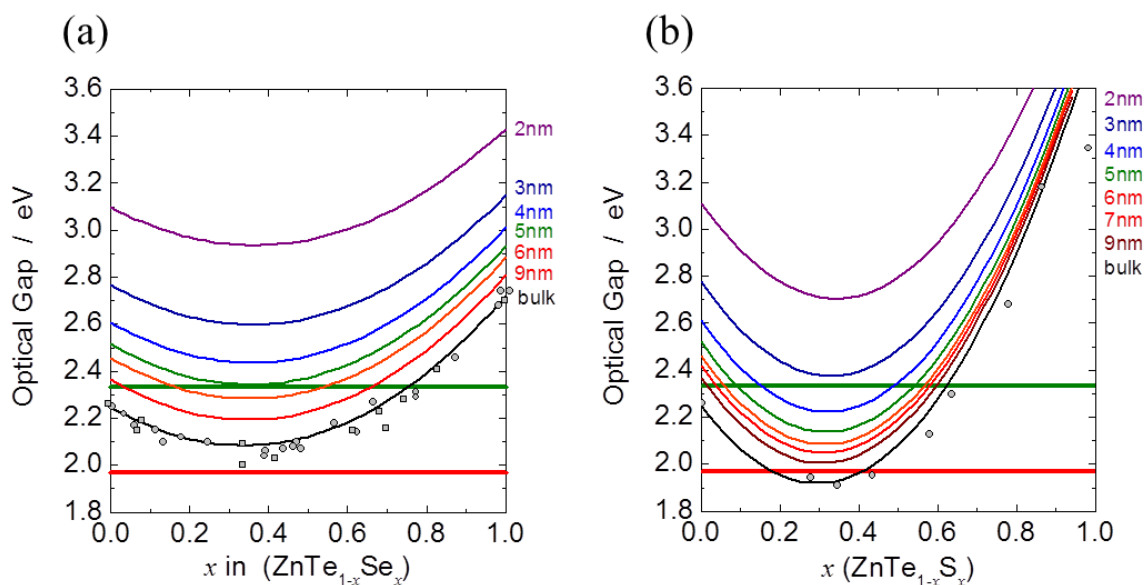 (a)
(b)
3.6
3.4
3.2
3.0
2.8
2.6
2.4
2.2
2.0
1.8
Optical Gap / eV
2nm
3nm
4nm
5nm
6nm
9nm
bulk
0.0 0.2 0.4 0.6 0.8 1.0
x in (ZnTe1-xSex)
3.6
3.4
3.2
3.0
2.8
2.6
2.4
2.2
2.0
1.8
Optical Gap / eV
2nm
3nm
4nm
5nm
6nm
7nm
9nm
bulk
0.0 0.2 0.4 0.6 0.8 1.0
x (ZnTe1-xSx)